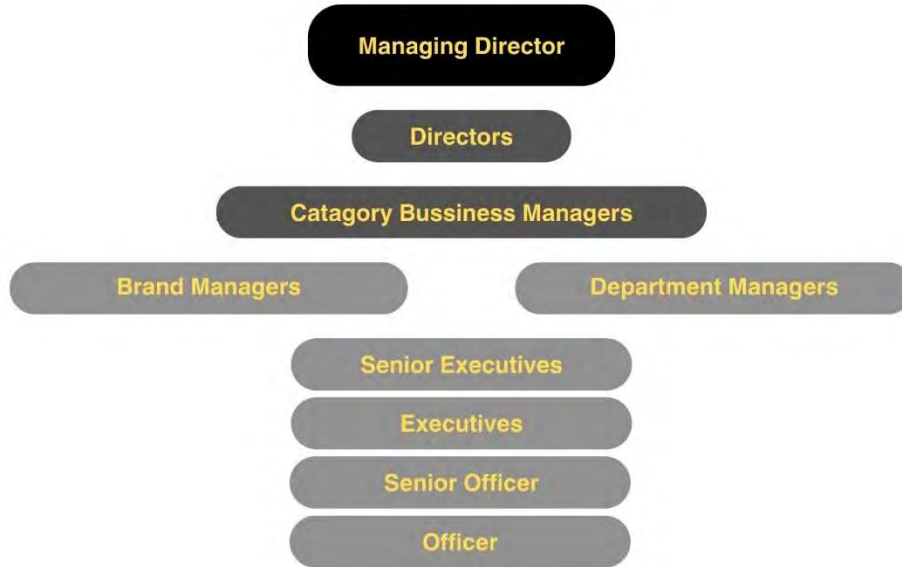 Managing Director
Directors
Catagory Bussiness Managers
Brand Managers
Department Managers
Senior Executives
Executives
Senior Officer
Officer